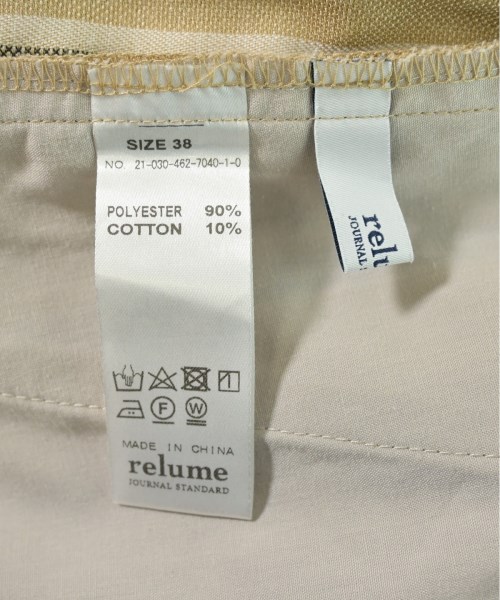 SIZE 38
NO. 21-030-462-7040-1-0
POLYESTER 90%
COTTON 10%
F W
MADE IN CHINA
relume
JOURNAL STANDARD
relu
JOURNAL